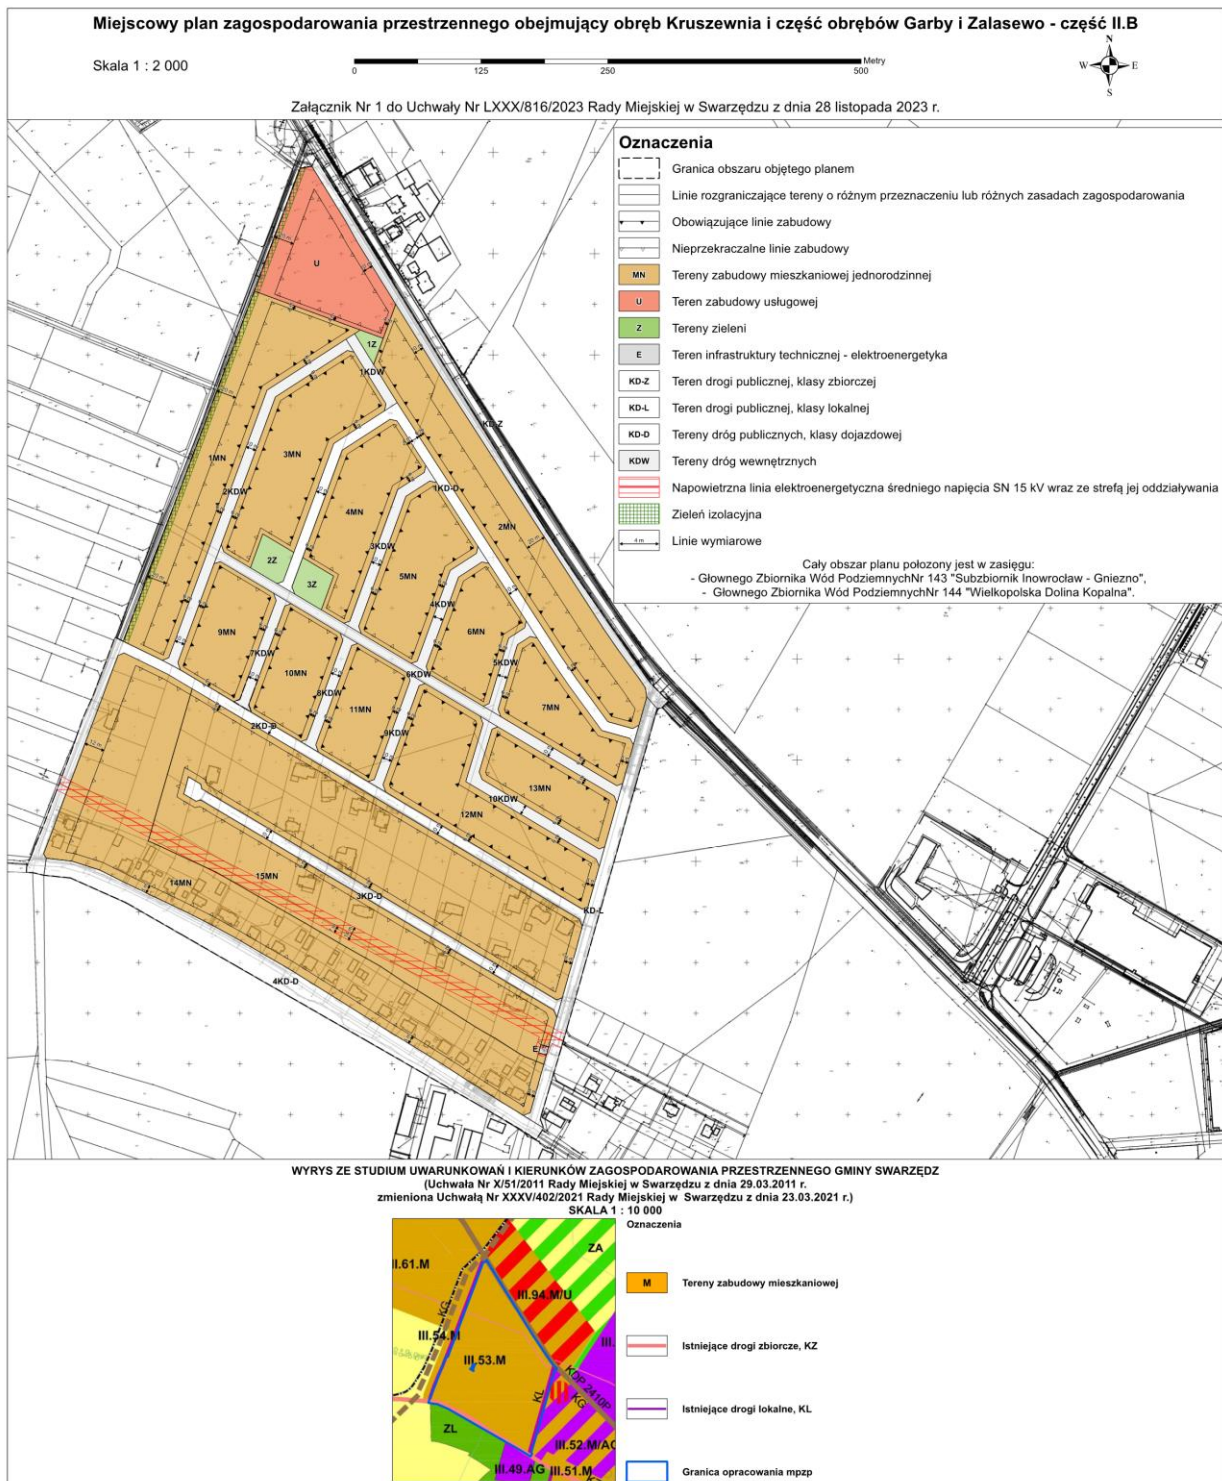 Miejscowy plan zagospodarowania przestrzennego obejmujący obręb Kruszewnia i część obrębów Garby i Zalasewo - część II.B
Skala 1 : 2 000
Metry
0 125 250 500
N
W E
S
Załącznik Nr 1 do Uchwały Nr LXXX/816/2023 Rady Miejskiej w Swarzędzu z dnia 28 listopada 2023 r.
Oznaczenia
Granica obszaru objętego planem
Linie rozgraniczające tereny o różnym przeznaczeniu lub różnych zasadach zagospodarowania
Obowiązujące linie zabudowy
Nieprzekraczalne linie zabudowy
MN Tereny zabudowy mieszkaniowej jednorodzinnej
U Teren zabudowy usługowej
Z Tereny zieleni
E Teren infrastruktury technicznej - elektroenergetyka
KD-Z Teren drogi publicznej, klasy zbiorczej
KD-L Teren drogi publicznej, klasy lokalnej
KD-D Tereny dróg publicznych, klasy dojazdowej
KDW Tereny dróg wewnętrznych
Napowietrzna linia elektroenergetyczna średniego napięcia SN 15 kV wraz ze strefą jej oddziaływania
Zieleń izolacyjna
4 m Linie wymiarowe
Cały obszar planu położony jest w zasięgu:
- Głownego Zbiornika Wód PodziemnychNr 143 "Subzbiornik Inowrocław - Gniezno",
- Głownego Zbiornika Wód PodziemnychNr 144 "Wielkopolska Dolina Kopalna".
U
1Z
1KDW
KD-Z
1MN
3MN
2KDW
1KD-D
4MN
2MN
3KDW
2Z
3Z
5MN
4KDW
9MN
6MN
7KDW
5KDW
10MN
6KDW
8KDW
11MN
7MN
2KD-D
9KDW
12 m
13MN
10KDW
12MN
14MN
15MN
3KD-D
KD-L
4KD-D
E
WYRYS ZE STUDIUM UWARUNKOWAŃ I KIERUNKÓW ZAGOSPODAROWANIA PRZESTRZENNEGO GMINY SWARZĘDZ
(Uchwała Nr X/51/2011 Rady Miejskiej w Swarzędzu z dnia 29.03.2011 r.
zmieniona Uchwałą Nr XXXV/402/2021 Rady Miejskiej w Swarzędzu z dnia 23.03.2021 r.)
SKALA 1 : 10 000
Oznaczenia
ZA
II.61.M
KG
III.94.M/U
III.54.M
III.
III.53.M
KDP 2410P
KL
KG
ZL
III.52.M/AG
III.49.AG
III.51.M
M Tereny zabudowy mieszkaniowej
Istniejące drogi zbiorcze, KZ
Istniejące drogi lokalne, KL
Granica opracowania mpzp